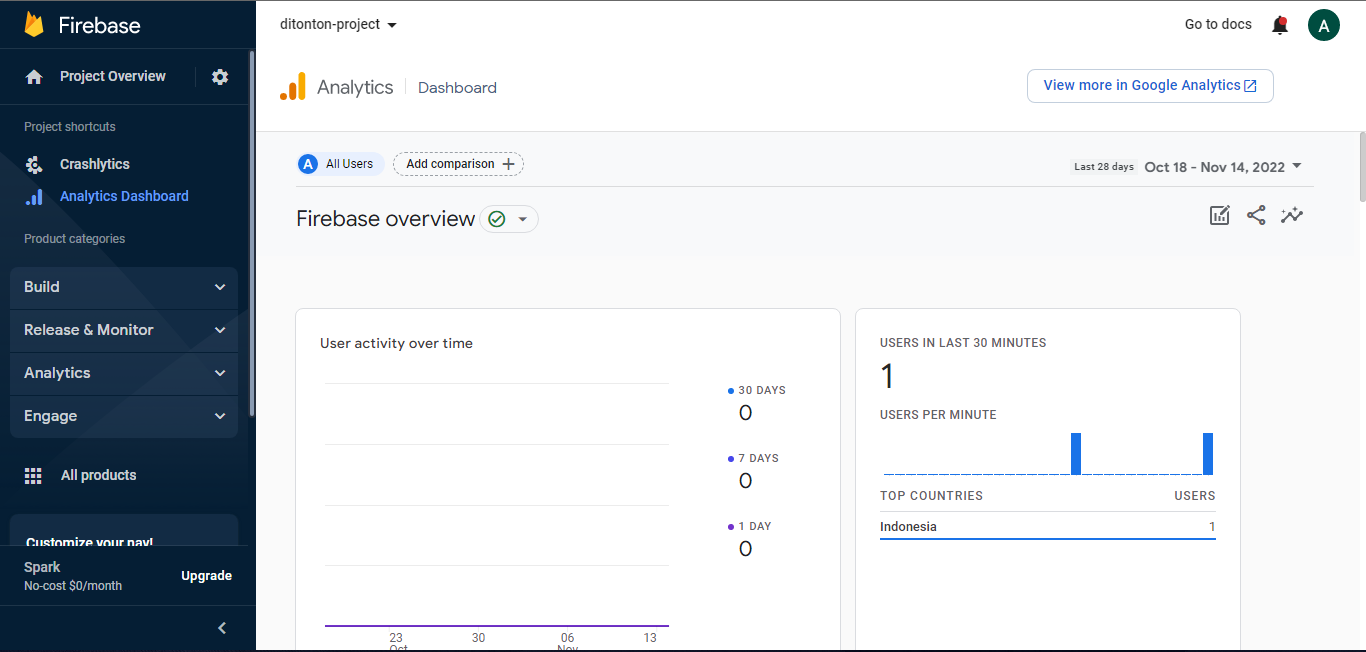 Firebase
Project Overview
Project shortcuts
Crashlytics
Analytics Dashboard
Product categories
Build
Release & Monitor
Analytics
Engage
All products
Customize your nav!
Spark
No-cost $0/month
Upgrade
ditonton-project
Go to docs
A
Analytics
Dashboard
View more in Google Analytics
A All Users
Add comparison
Last 28 days Oct 18 - Nov 14, 2022
Firebase overview
User activity over time
30 DAYS
0
7 DAYS
0
1 DAY
0
23 30 06 13
Oct Nov
USERS IN LAST 30 MINUTES
1
USERS PER MINUTE
TOP COUNTRIES USERS
Indonesia 1